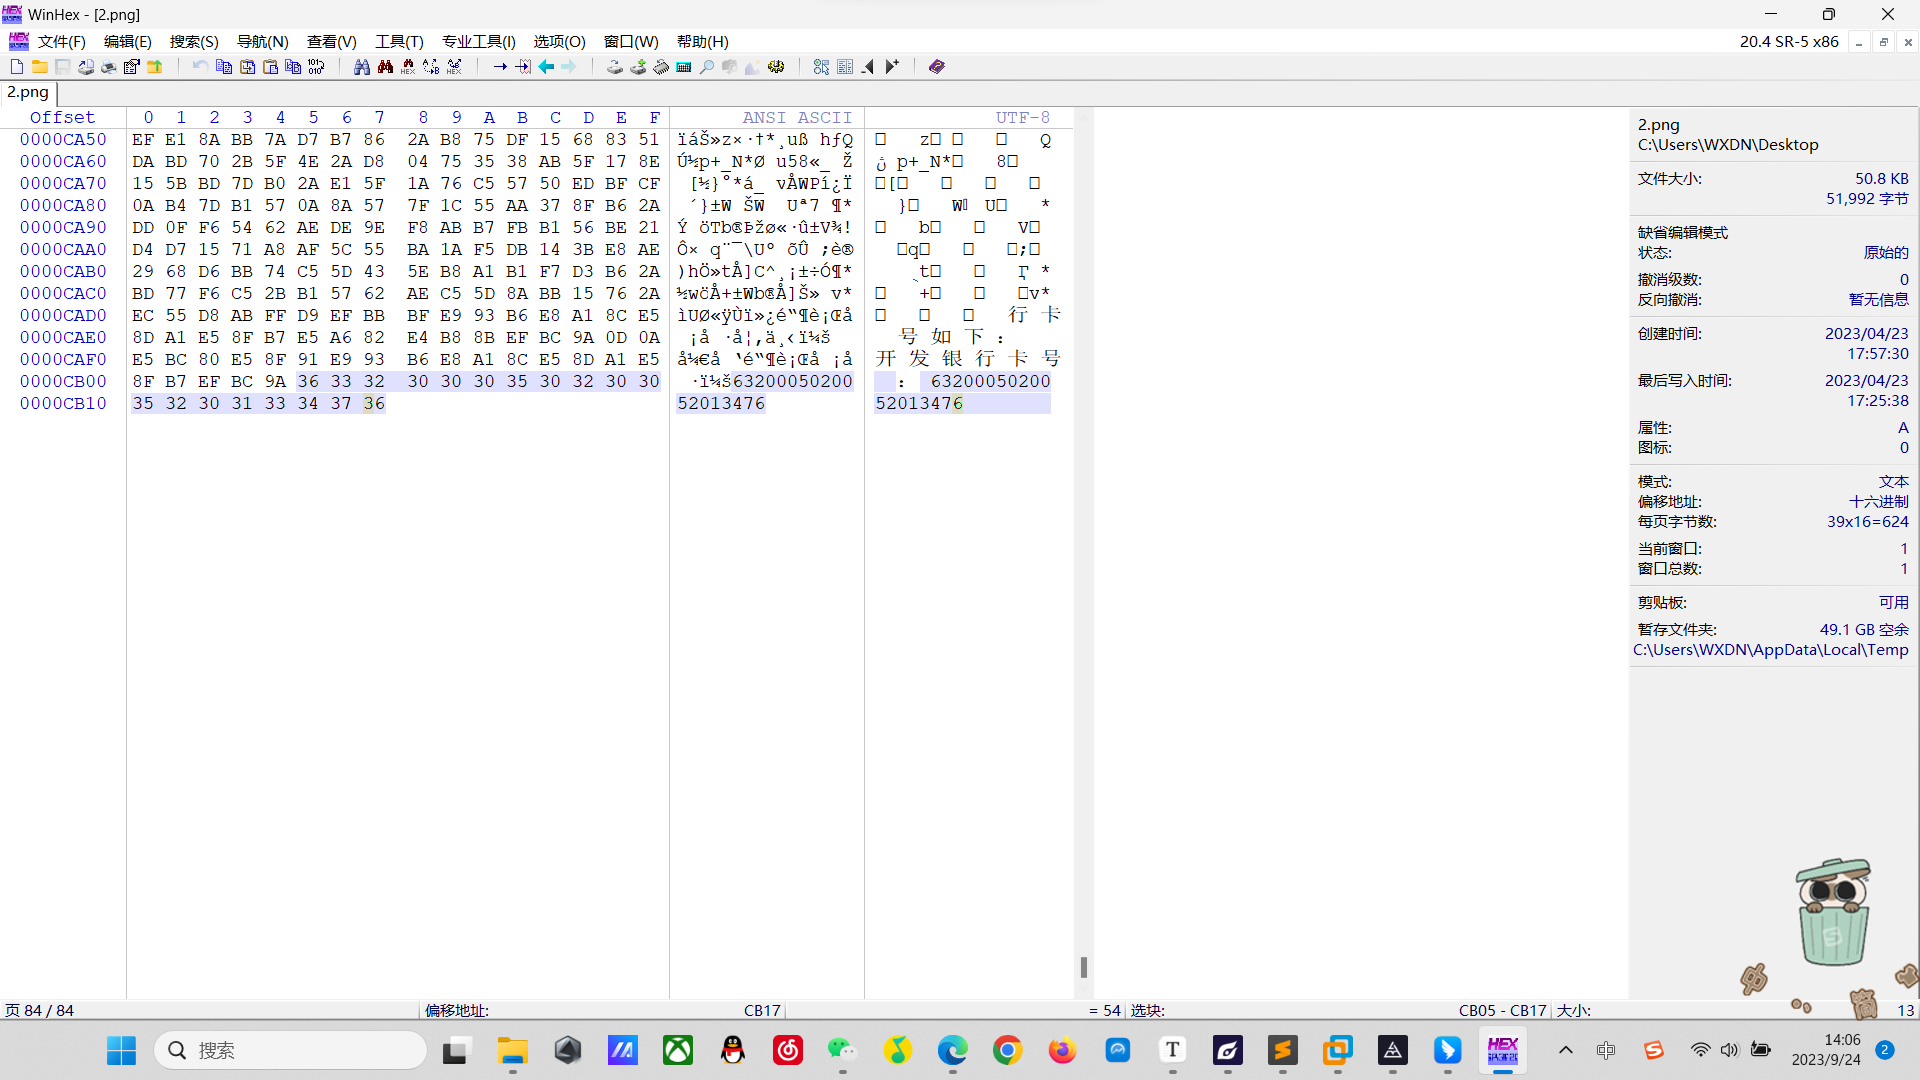 WinHex - [2.png]
文件(F) 编辑(E) 搜索(S) 导航(N) 查看(V) 工具(T) 专业工具(I) 选项(O) 窗口(W) 帮助(H) 20.4 SR-5 x86
2.png
Offset 0 1 2 3 4 5 6 7 8 9 A B C D E F ANSI ASCII UTF-8
0000CA50 EF E1 8A BB 7A D7 B7 86 2A B8 75 DF 15 68 83 51 ïáŠ»z×·†*¸uß hƒQ z Q
0000CA60 DA BD 70 2B 5F 4E 2A D8 04 75 35 38 AB 5F 17 8E Ú½p+_N*Ø u58«_ Ž ڽp+_N* 8
0000CA70 15 5B BD 7D B0 2A E1 5F 1A 76 C5 57 50 ED BF CF [½}°*á_ vÅWPí¿Ï [
0000CA80 0A B4 7D B1 57 0A 8A 57 7F 1C 55 AA 37 8F B6 2A ´}±W ŠW Uª7 ¶* } W U *
0000CA90 DD 0F F6 54 62 AE DE 9E F8 AB B7 FB B1 56 BE 21 Ý öTb®Þžø«·û±V¾! b V
0000CAA0 D4 D7 15 71 A8 AF 5C 55 BA 1A F5 DB 14 3B E8 AE Ô× q¨¯\Uº õÛ ;è® q ;
0000CAB0 29 68 D6 BB 74 C5 5D 43 5E B8 A1 B1 F7 D3 B6 2A )hÖ»tÅ]C^¸¡±÷Ó¶* t Ӷ *
0000CAC0 BD 77 F6 C5 2B B1 57 62 AE C5 5D 8A BB 15 76 2A ½wöÅ+±Wb®Å]Š» v* + v*
0000CAD0 EC 55 D8 AB FF D9 EF BB BF E9 93 B6 E8 A1 8C E5 ìUØ«ÿÙï»¿é“¶è¡Œå 行卡
0000CAE0 8D A1 E5 8F B7 E5 A6 82 E4 B8 8B EF BC 9A 0D 0A ¡å ·å¦‚ä¸‹ï¼š 号如下：
0000CAF0 E5 BC 80 E5 8F 91 E9 93 B6 E8 A1 8C E5 8D A1 E5 å¼€å ‘é“¶è¡Œå ¡å 开发银行卡号
0000CB00 8F B7 EF BC 9A 36 33 32 30 30 30 35 30 32 30 30 ·ï¼š63200050200 ：63200050200
0000CB10 35 32 30 31 33 34 37 36 52013476 52013476
2.png
C:\Users\WXDN\Desktop
文件大小: 50.8 KB
51,992 字节
缺省编辑模式
状态: 原始的
撤消级数: 0
反向撤消: 暂无信息
创建时间: 2023/04/23
17:57:30
最后写入时间: 2023/04/23
17:25:38
属性: A
图标: 0
模式: 文本
偏移地址: 十六进制
每页字节数: 39x16=624
当前窗口: 1
窗口总数: 1
剪贴板: 可用
暂存文件夹: 49.1 GB 空余
C:\Users\WXDN\AppData\Local\Temp
页 84 / 84 偏移地址: CB17 = 54 选块: CB05 - CB17 大小: 13
搜索
中
14:06
2023/9/24
2